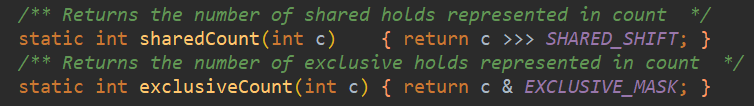 /** Returns the number of shared holds represented in count  */
static int sharedCount(int c)    { return c >>> SHARED_SHIFT; }
/** Returns the number of exclusive holds represented in count  */
static int exclusiveCount(int c) { return c & EXCLUSIVE_MASK; }